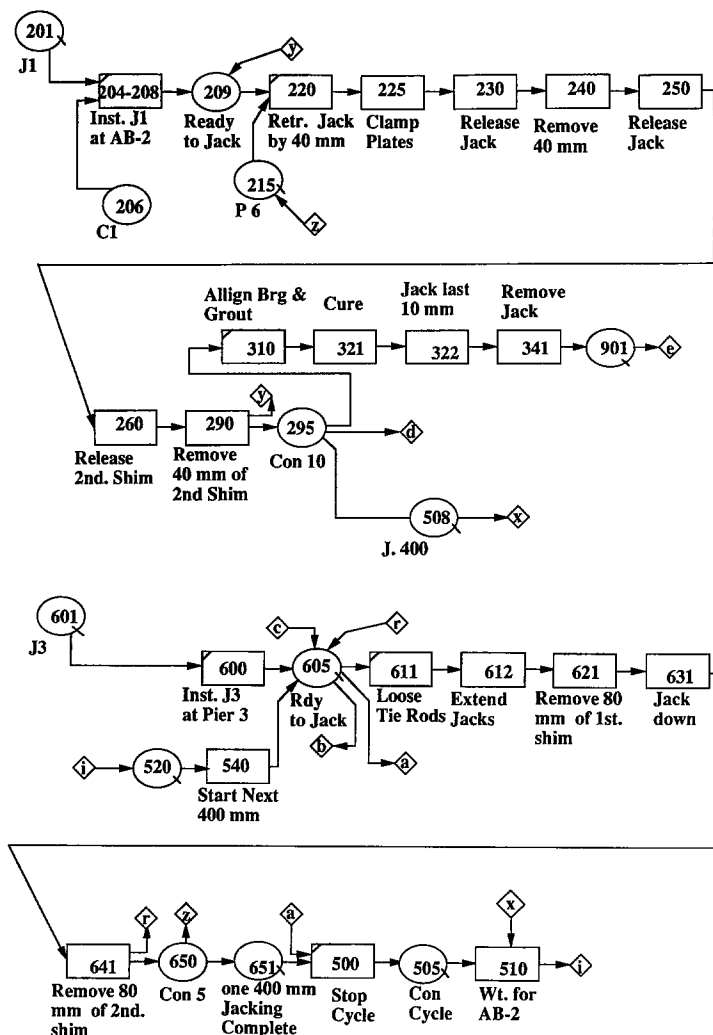 201
J1
y
204-208
209
220
225
230
240
250
Inst. J1
at AB-2
Ready
to Jack
Retr. Jack
by 40 mm
Clamp
Plates
Release
Jack
Remove
40 mm
Release
Jack
206
C1
215
P 6
z
Allign Brg &
Grout
Cure
Jack last
10 mm
Remove
Jack
310
321
322
341
901
e
y
260
290
295
d
Release
2nd. Shim
Remove
40 mm of
2nd Shim
Con 10
508
x
J. 400
601
J3
c
r
600
605
611
612
621
631
Inst. J3
at Pier 3
Rdy
to Jack
Loose
Tie Rods
Extend
Jacks
Remove 80
mm of 1st.
shim
Jack
down
b
a
i
520
540
Start Next
400 mm
r
z
a
x
641
650
651
500
505
510
i
Remove 80
mm of 2nd.
shim
Con 5
one 400 mm
Jacking
Complete
Stop
Cycle
Con
Cycle
Wt. for
AB-2